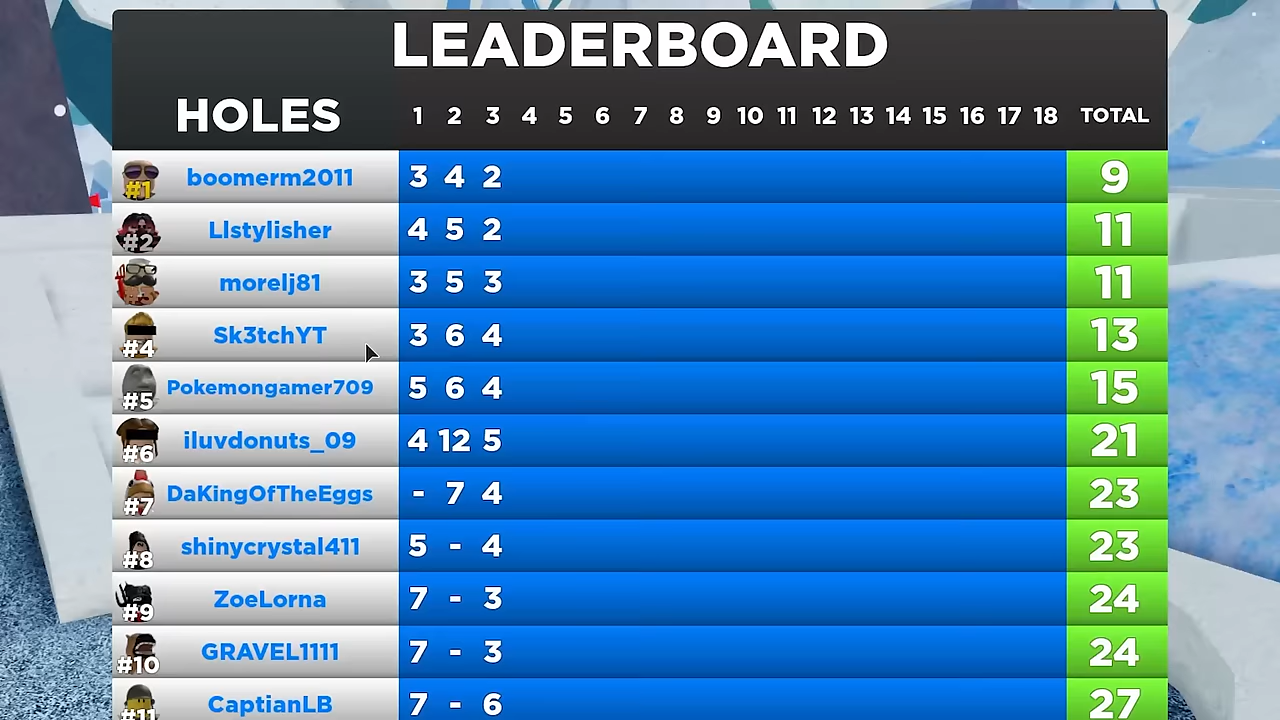 LEADERBOARD
HOLES 1 2 3 4 5 6 7 8 9 10 11 12 13 14 15 16 17 18 TOTAL
#1 boomerm2011 3 4 2 9
#2 Llstylisher 4 5 2 11
morelj81 3 5 3 11
#4 Sk3tchYT 3 6 4 13
#5 Pokemongamer709 5 6 4 15
#6 iluvdonuts_09 4 12 5 21
#7 DaKingOfTheEggs - 7 4 23
#8 shinycrystal411 5 - 4 23
#9 ZoeLorna 7 - 3 24
#10 GRAVEL1111 7 - 3 24
#11 CaptianLB 7 - 6 27